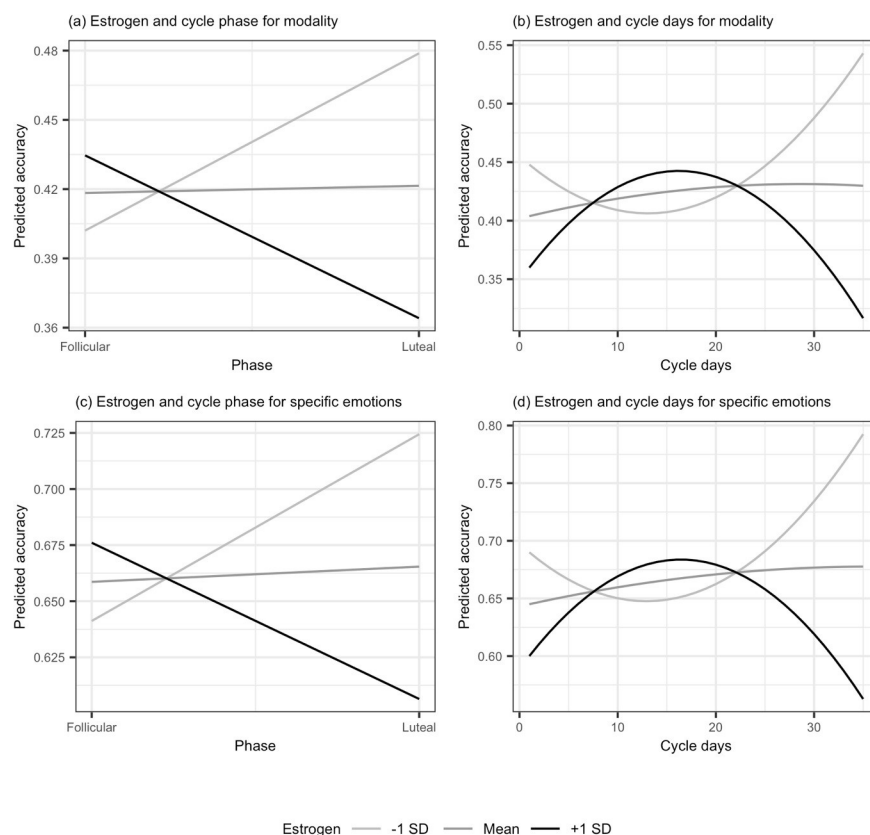 (a) Estrogen and cycle phase for modality
0.48
0.45
0.42
0.39
0.36
Predicted accuracy
Follicular
Luteal
Phase
(b) Estrogen and cycle days for modality
0.55
0.50
0.45
0.40
0.35
Predicted accuracy
0
10
20
30
Cycle days
(c) Estrogen and cycle phase for specific emotions
0.725
0.700
0.675
0.650
0.625
Predicted accuracy
Follicular
Luteal
Phase
(d) Estrogen and cycle days for specific emotions
0.80
0.75
0.70
0.65
0.60
Predicted accuracy
0
10
20
30
Cycle days
Estrogen -1 SD Mean +1 SD